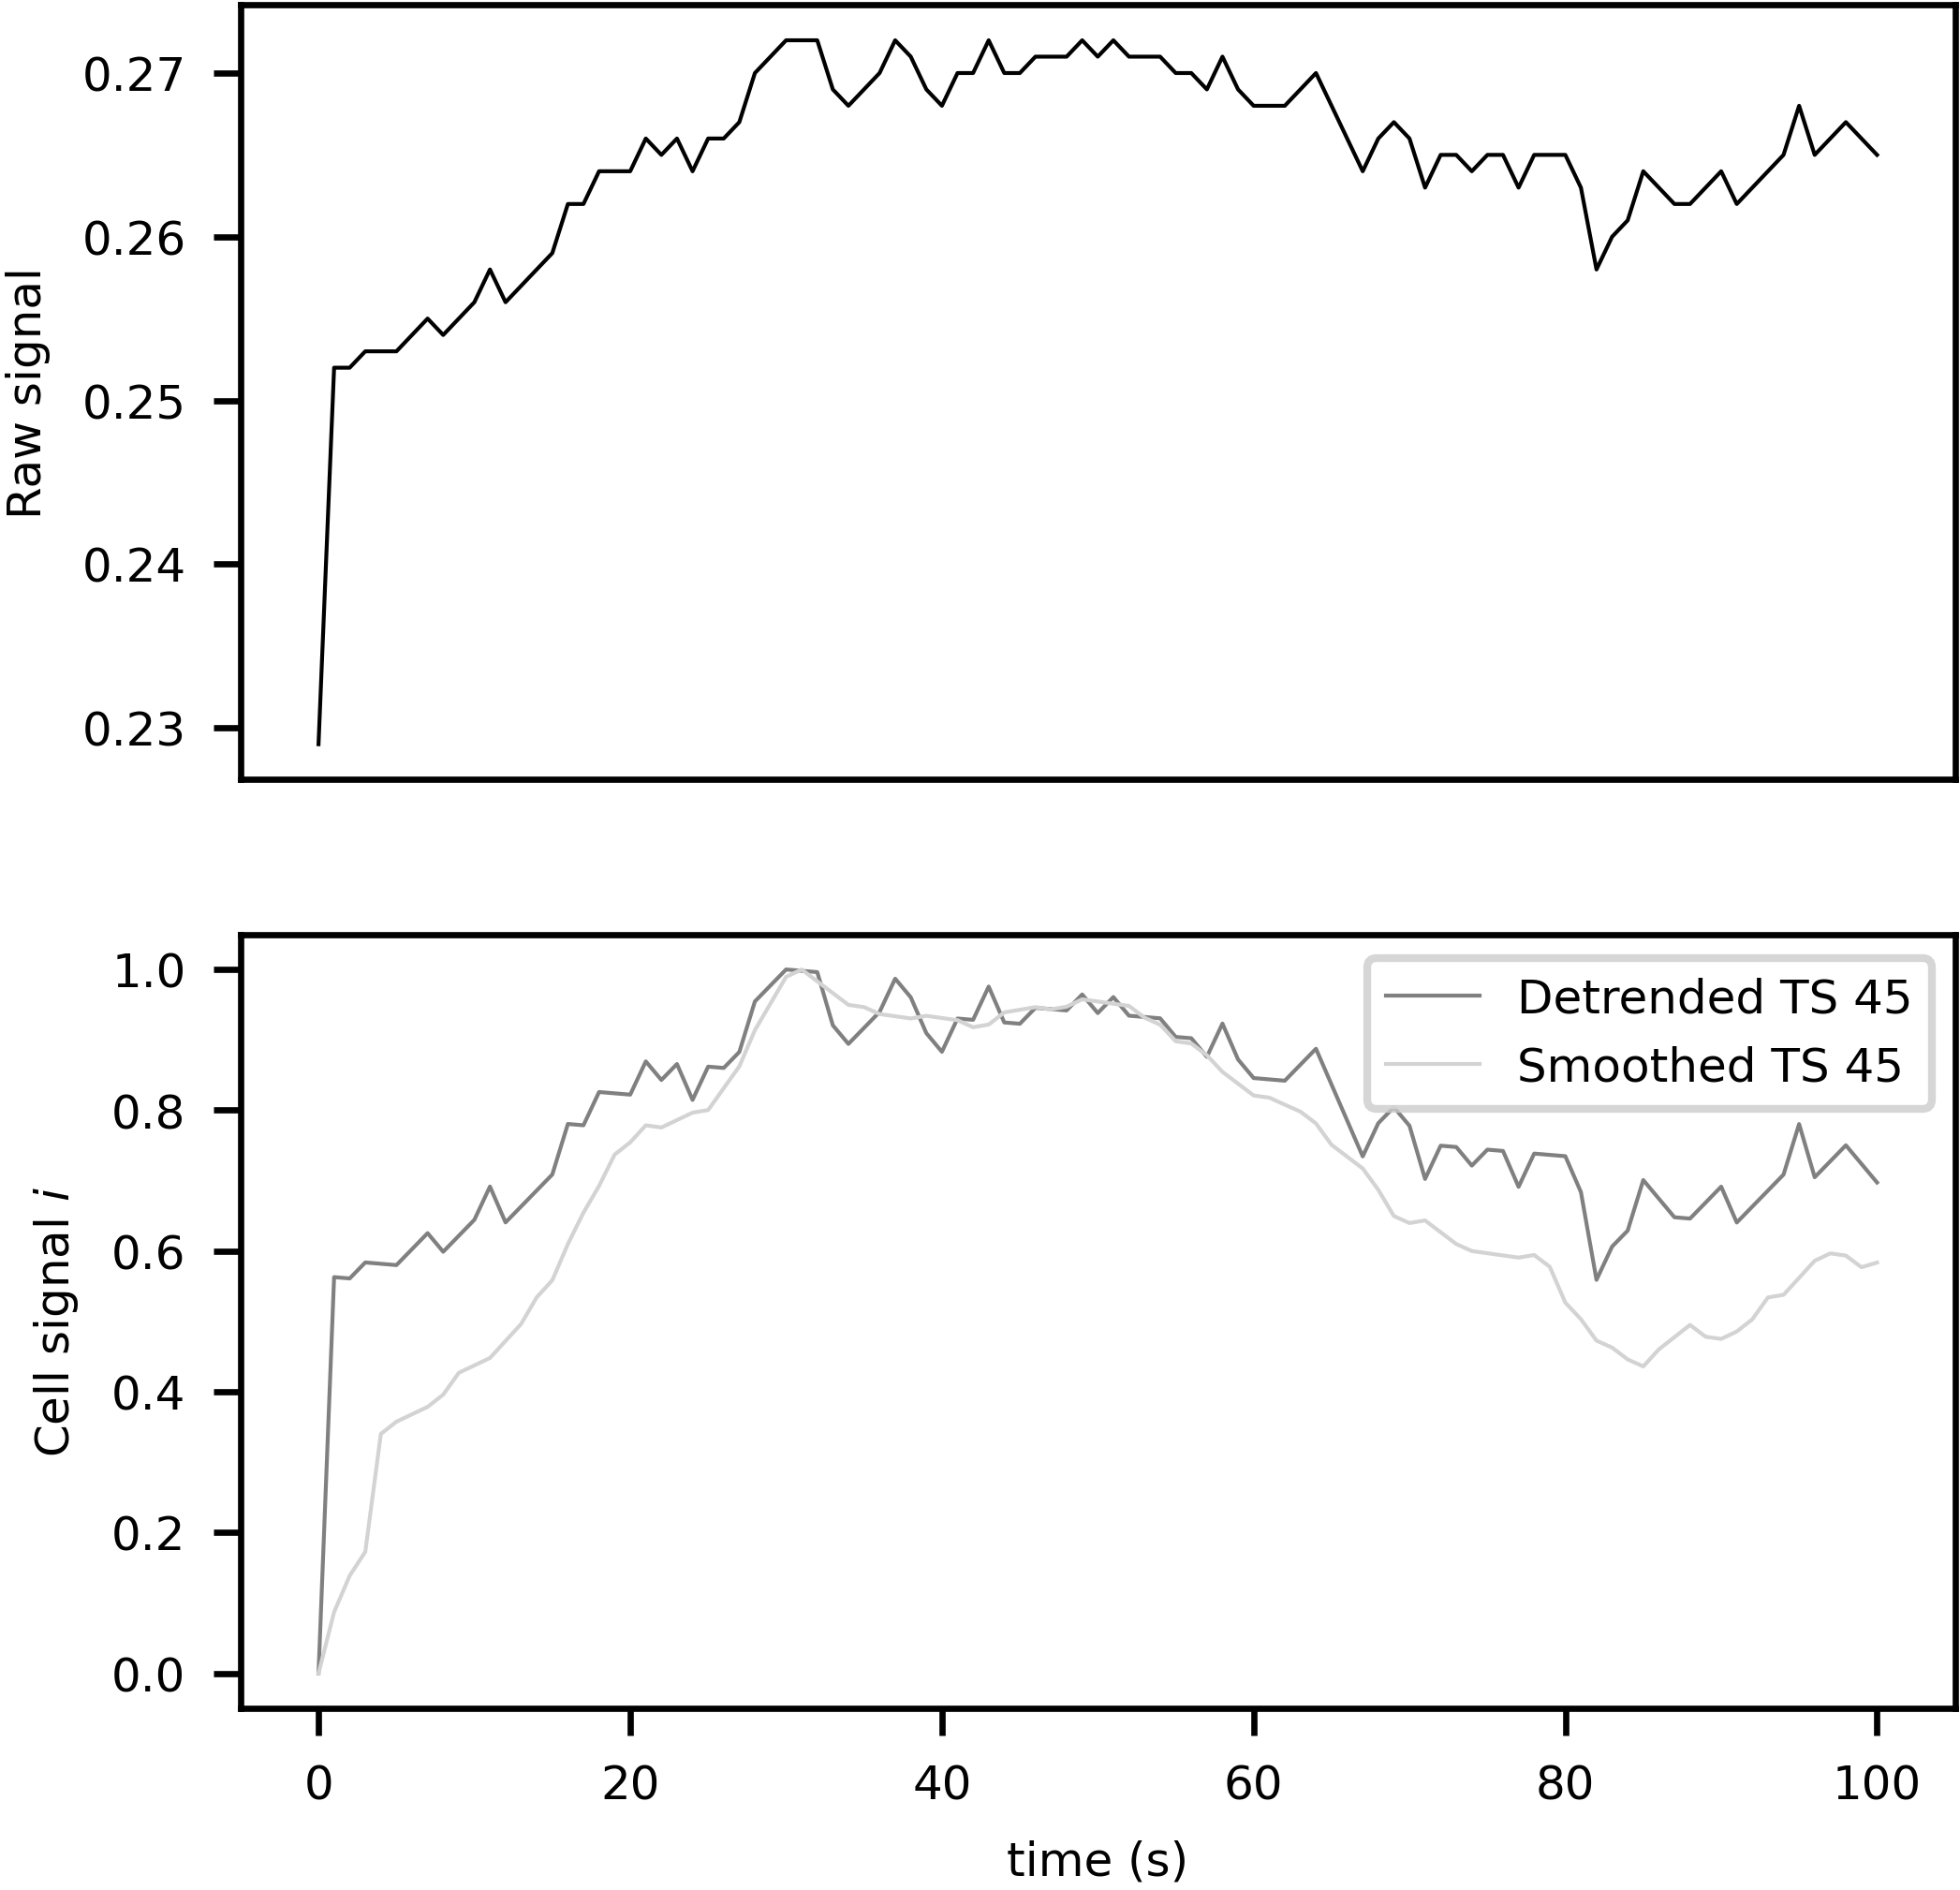 0.27
0.26
0.25
0.24
0.23
Raw signal
1.0
0.8
0.6
0.4
0.2
0.0
Cell signal i
Detrended TS 45
Smoothed TS 45
0 20 40 60 80 100
time (s)